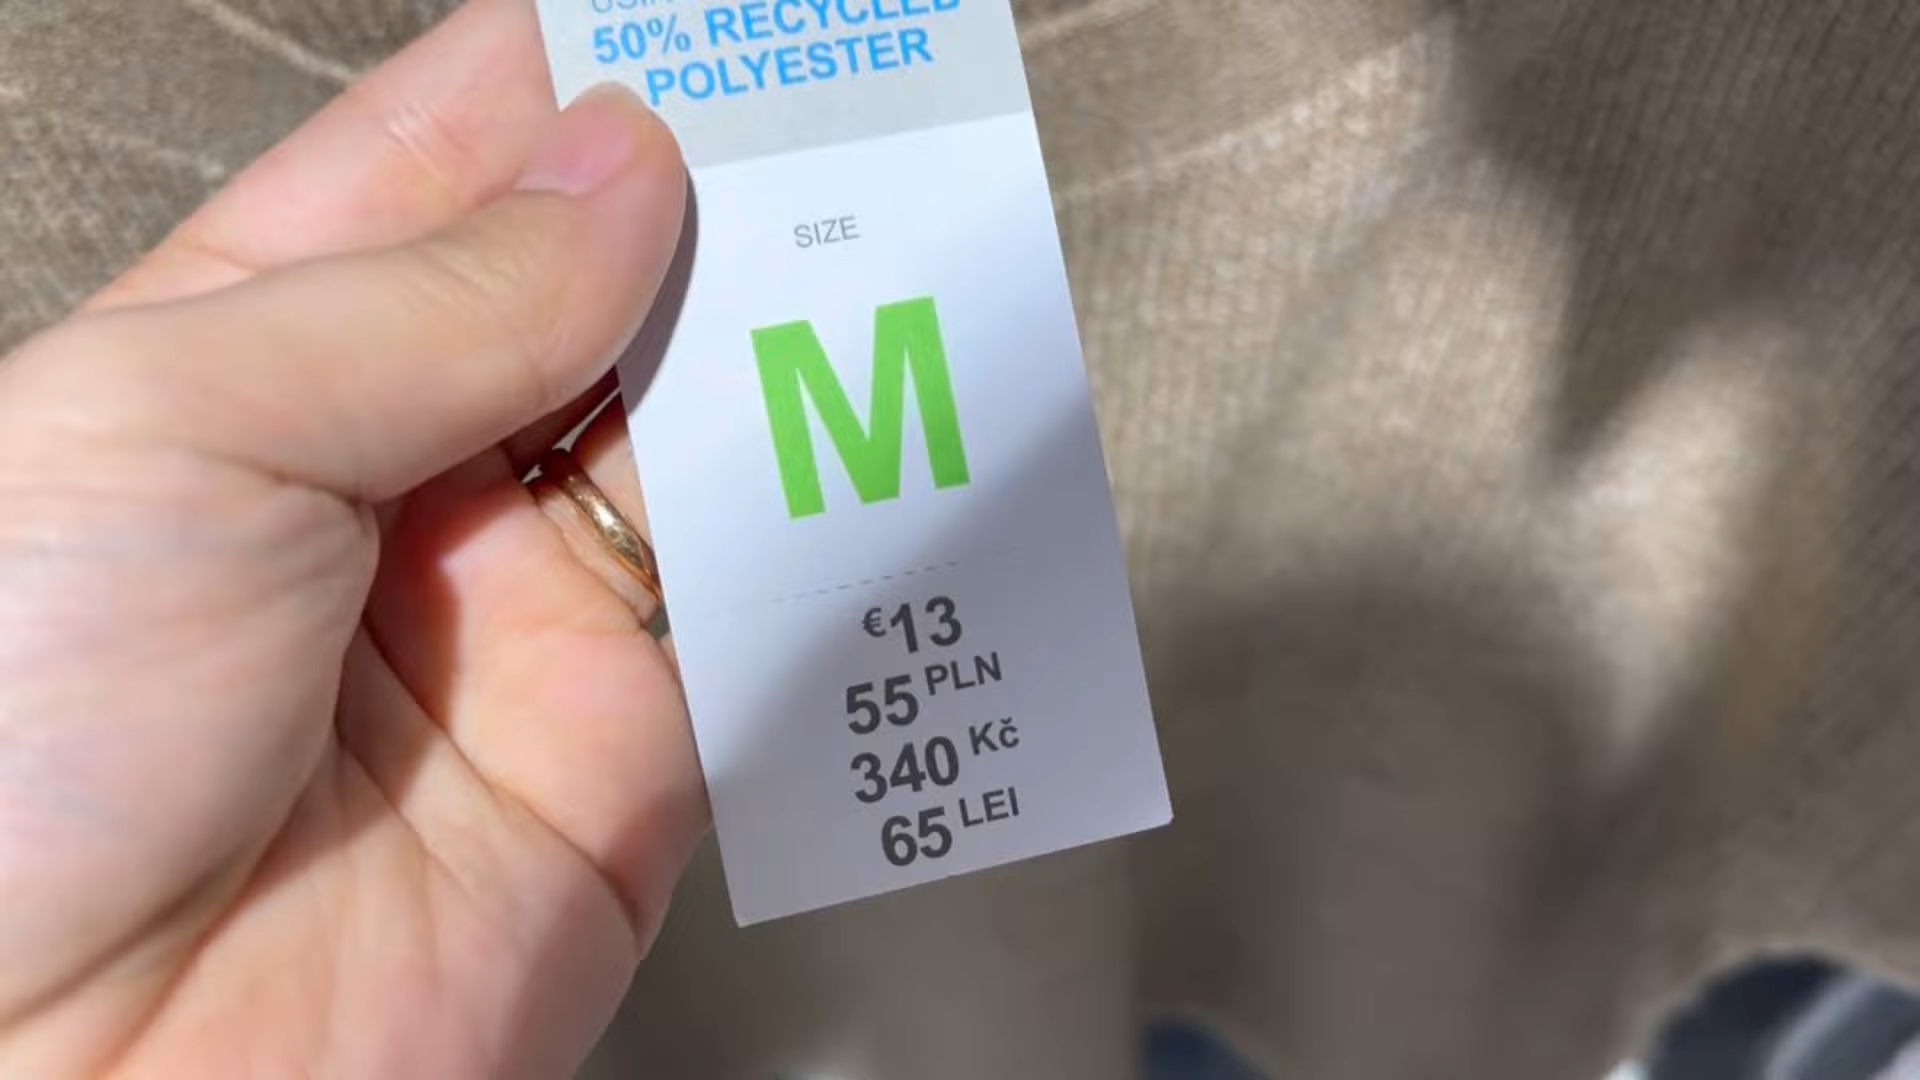 50% RECYCLED
POLYESTER
SIZE
M
€13
55 PLN
340 Kč
65 LEI